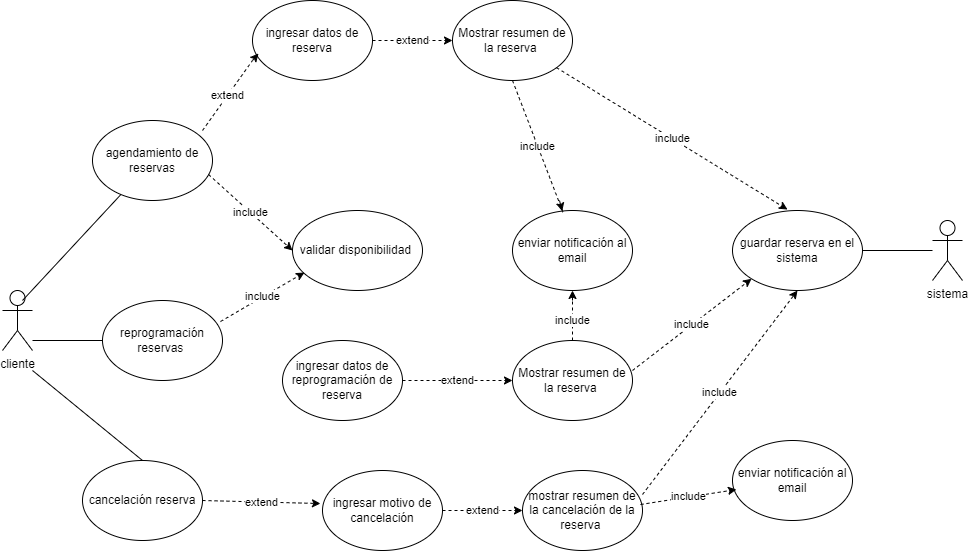 ingresar datos de
reserva
extend
Mostrar resumen de
la reserva
extend
agendamiento de
reservas
include
include
include
validar disponibilidad
enviar notificación al
email
guardar reserva en el
sistema
sistema
include
reprogramación
reservas
cliente
include
include
ingresar datos de
reprogramación de
reserva
extend
Mostrar resumen de
la reserva
include
cancelación reserva
extend
ingresar motivo de
cancelación
extend
mostrar resumen de
la cancelación de la
reserva
include
enviar notificación al
email